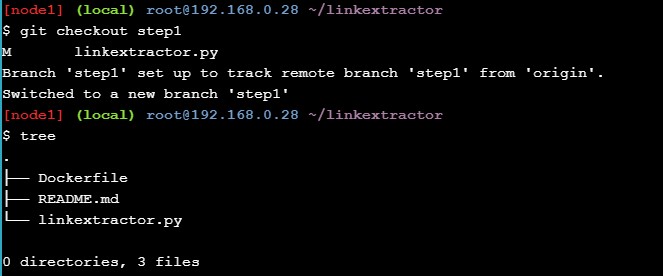 [node1] (local) root@192.168.0.28 ~/linkextractor
$ git checkout step1
M       linkextractor.py
Branch 'step1' set up to track remote branch 'step1' from 'origin'.
Switched to a new branch 'step1'
[node1] (local) root@192.168.0.28 ~/linkextractor
$ tree
.
├── Dockerfile
├── README.md
└── linkextractor.py

0 directories, 3 files